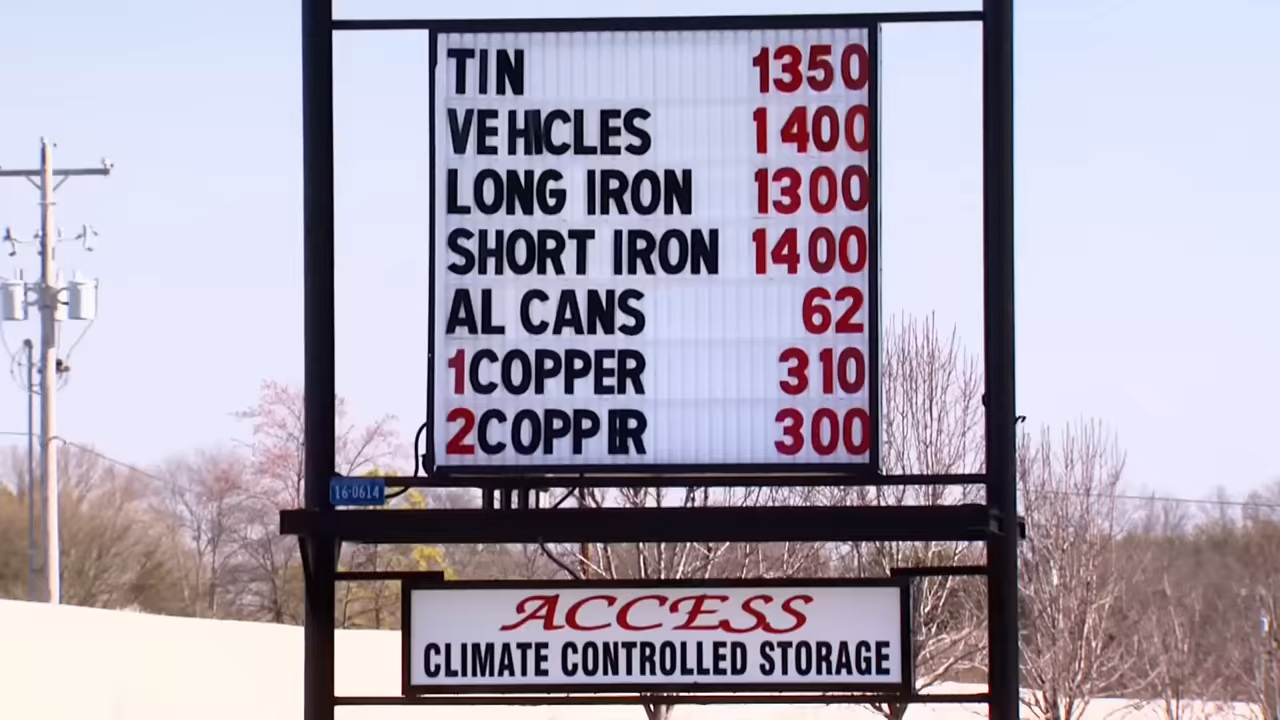 TIN 1350
VEHICLES 1400
LONG IRON 1300
SHORT IRON 1400
AL CANS 62
1COPPER 310
2COPPER 300
16-0614
ACCESS
CLIMATE CONTROLLED STORAGE